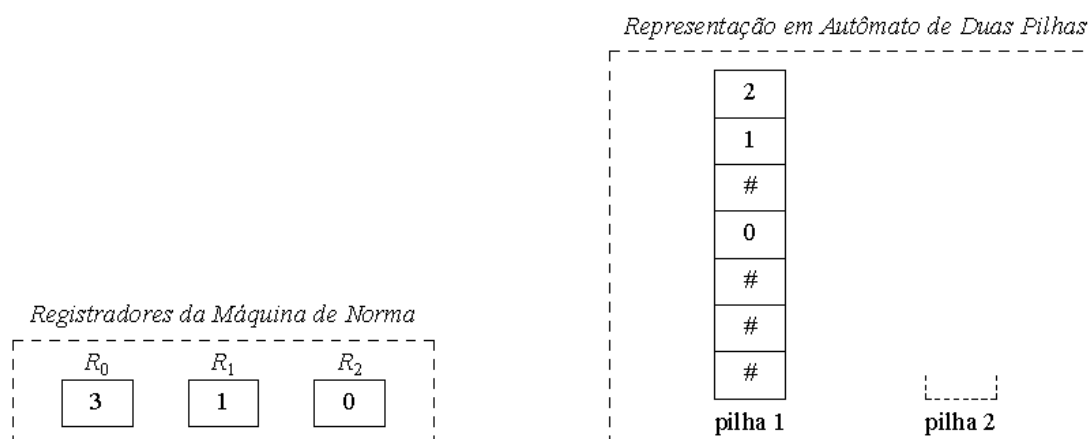 Representação em Autômato de Duas Pilhas
2
1
#
0
#
#
#
pilha 1 pilha 2
Registradores da Máquina de Norma
R0 R1 R2
3 1 0